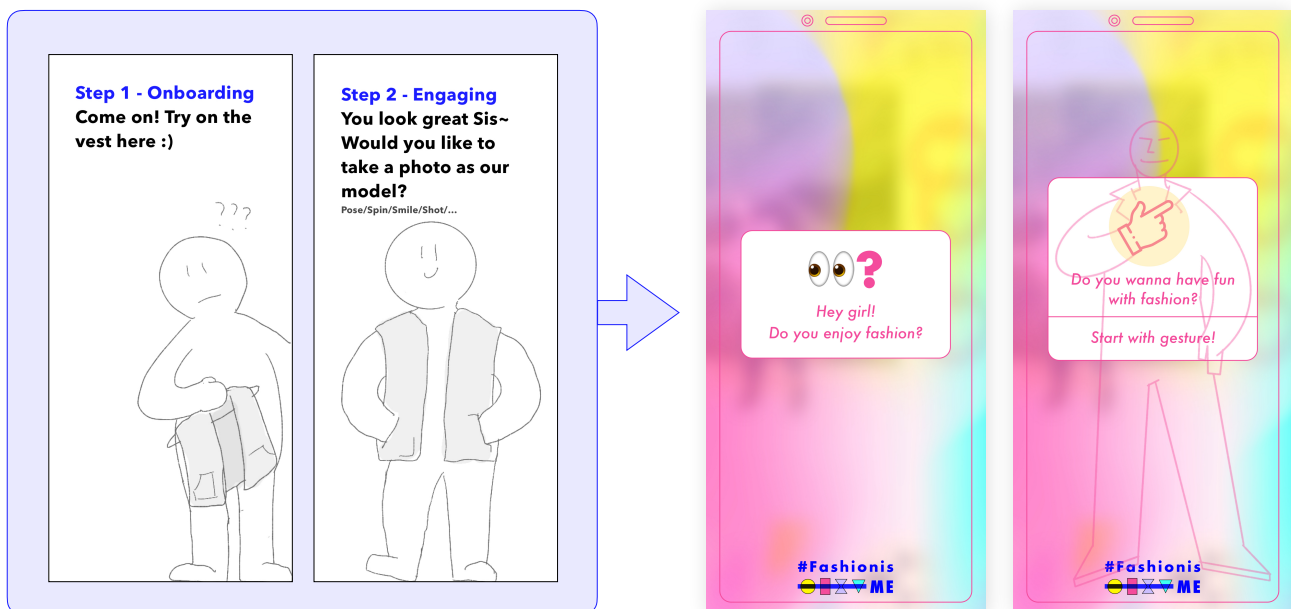 Step 1 - Onboarding
Come on! Try on the
vest here :)
???
Step 2 - Engaging
You look great Sis~
Would you like to
take a photo as our
model?
Pose/Spin/Smile/Shot/...
👀?
Hey girl!
Do you enjoy fashion?
#Fashionis
ME
Do you wanna have fun
with fashion?
Start with gesture!
#Fashionis
ME